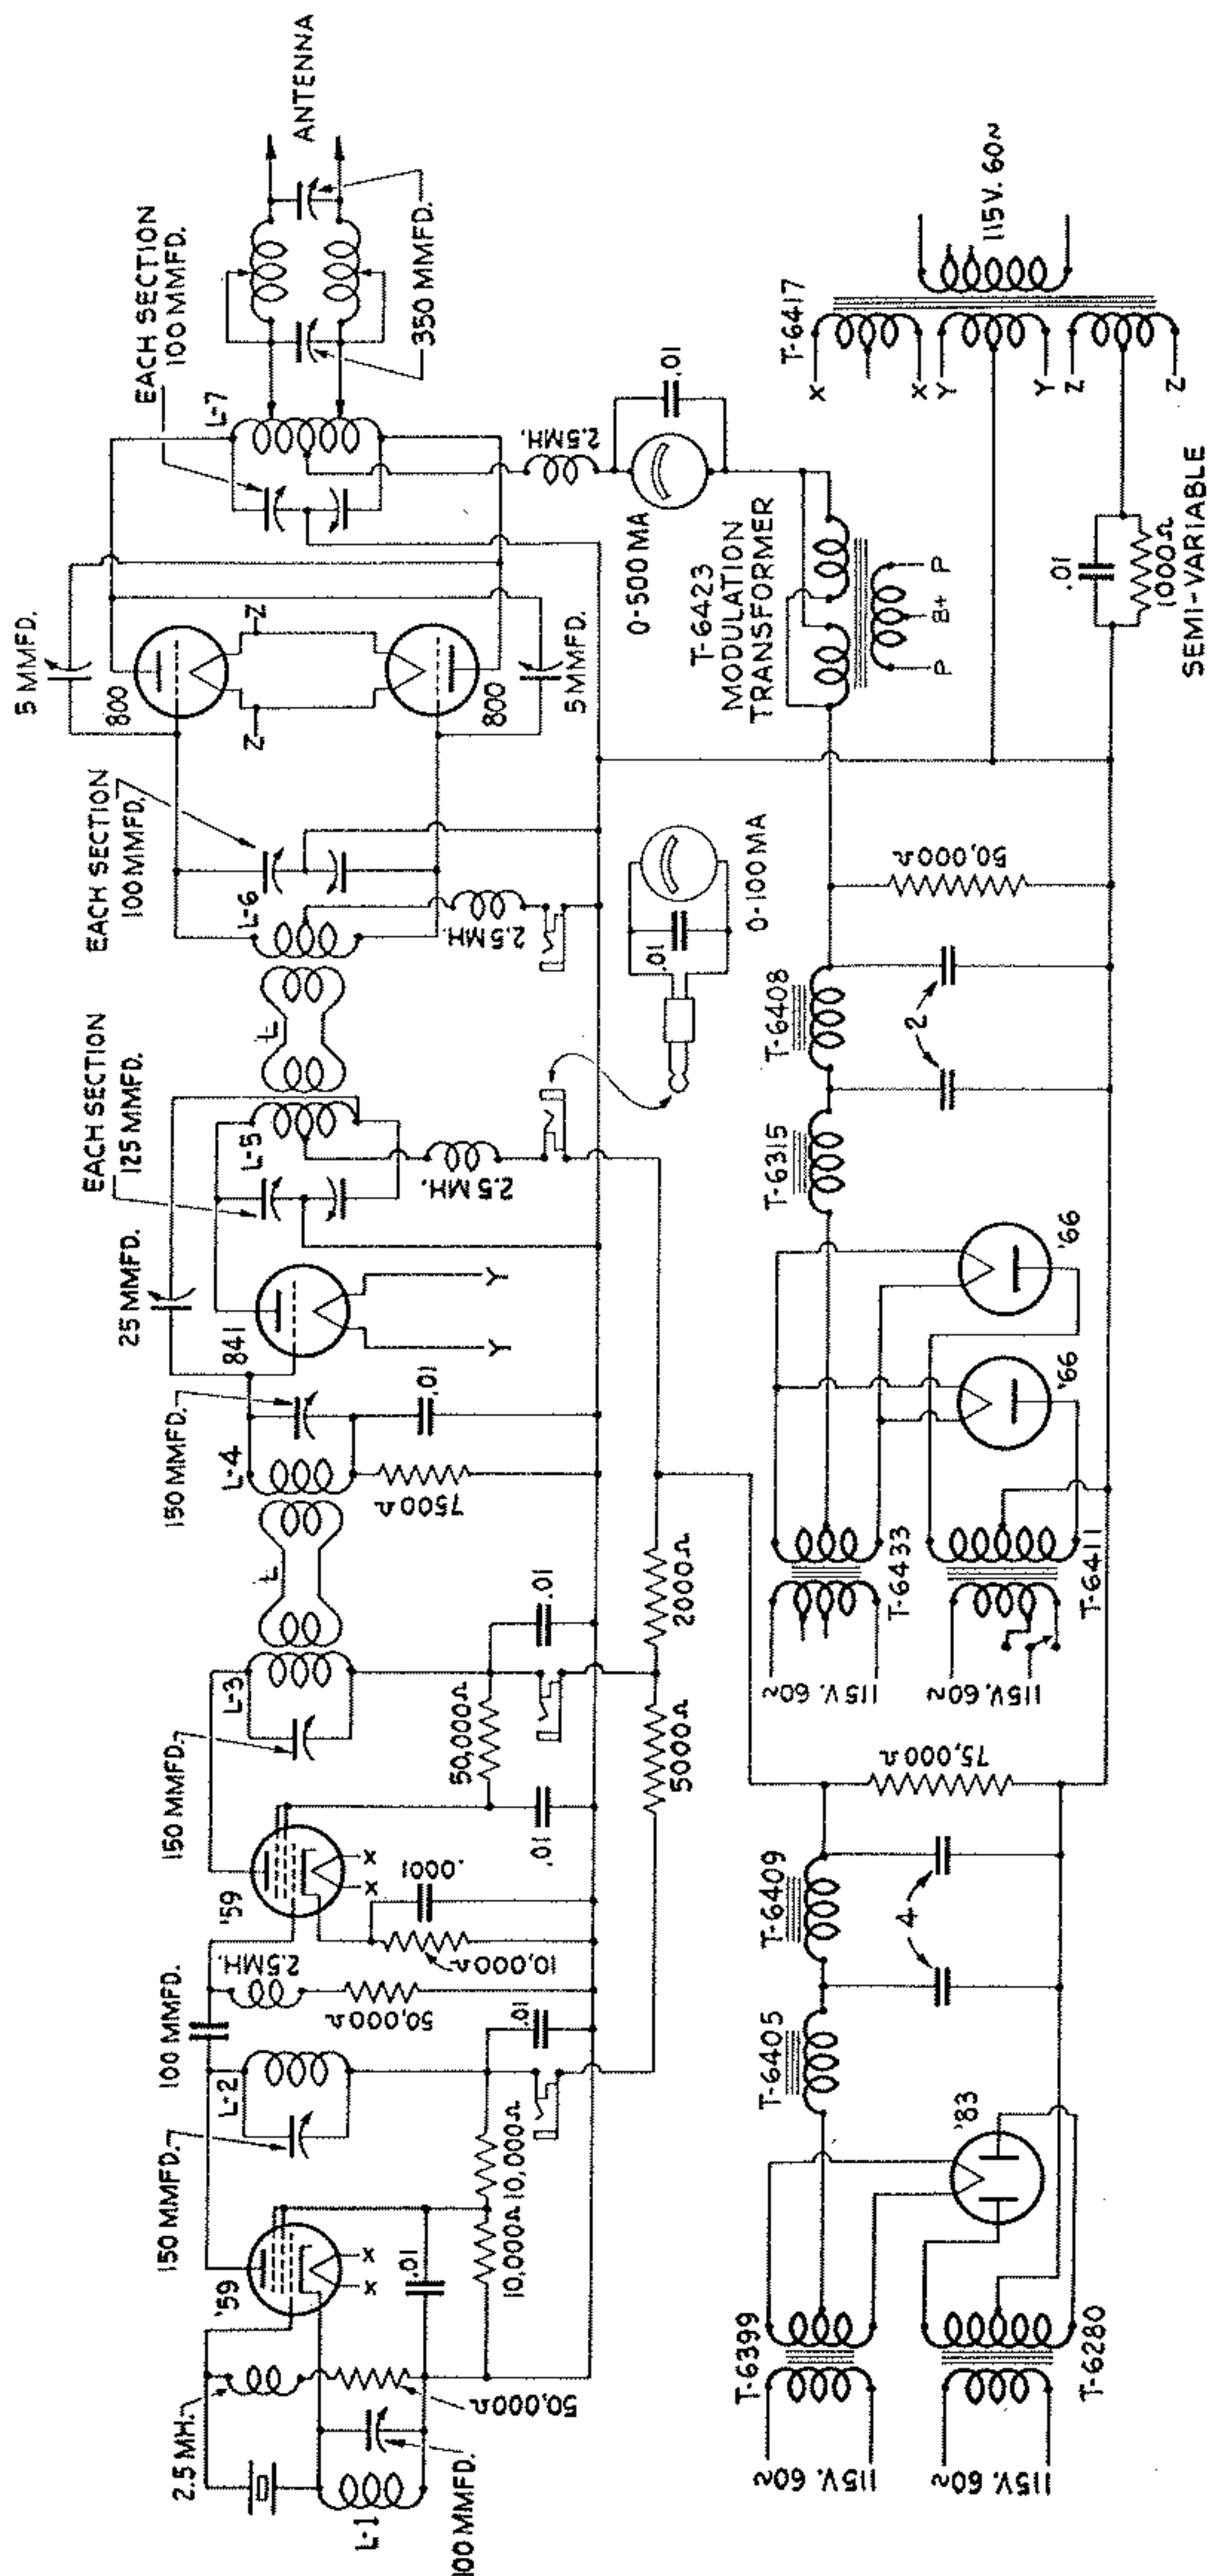 2.5 MH.
L-1
100 MMFD.
50,000Ω
'59
X X
.01
10,000Ω 10,000Ω
150 MMFD.
L-2
100 MMFD.
2.5 MH.
50,000Ω
.01
'59
X X
10,000Ω
.0001
.01
50,000Ω
150 MMFD.
L-3
.01
5000Ω
2000Ω
L
L-4
150 MMFD.
7500Ω
.01
841
25 MMFD.
Y Y
EACH SECTION
125 MMFD.
L-5
2.5 MH.
L
L-6
EACH SECTION
100 MMFD.
2.5 MH.
.01
0-100 MA
5 MMFD.
800
Z
Z
800
5 MMFD.
EACH SECTION
100 MMFD.
L-7
350 MMFD.
ANTENNA
2.5 MH.
0-500 MA
.01
T-6423
MODULATION
TRANSFORMER
P B+ P
T-6399
115 V. 60~
115 V. 60~
T-6280
'83
T-6405
T-6409
4
75,000Ω
115 V. 60~
115 V. 60~
T-6433
T-6411
'66
'66
T-6315
T-6408
2
50,000Ω
T-6417
X
X
Y
Y
Z
Z
115 V. 60~
.01
1000Ω
SEMI-VARIABLE